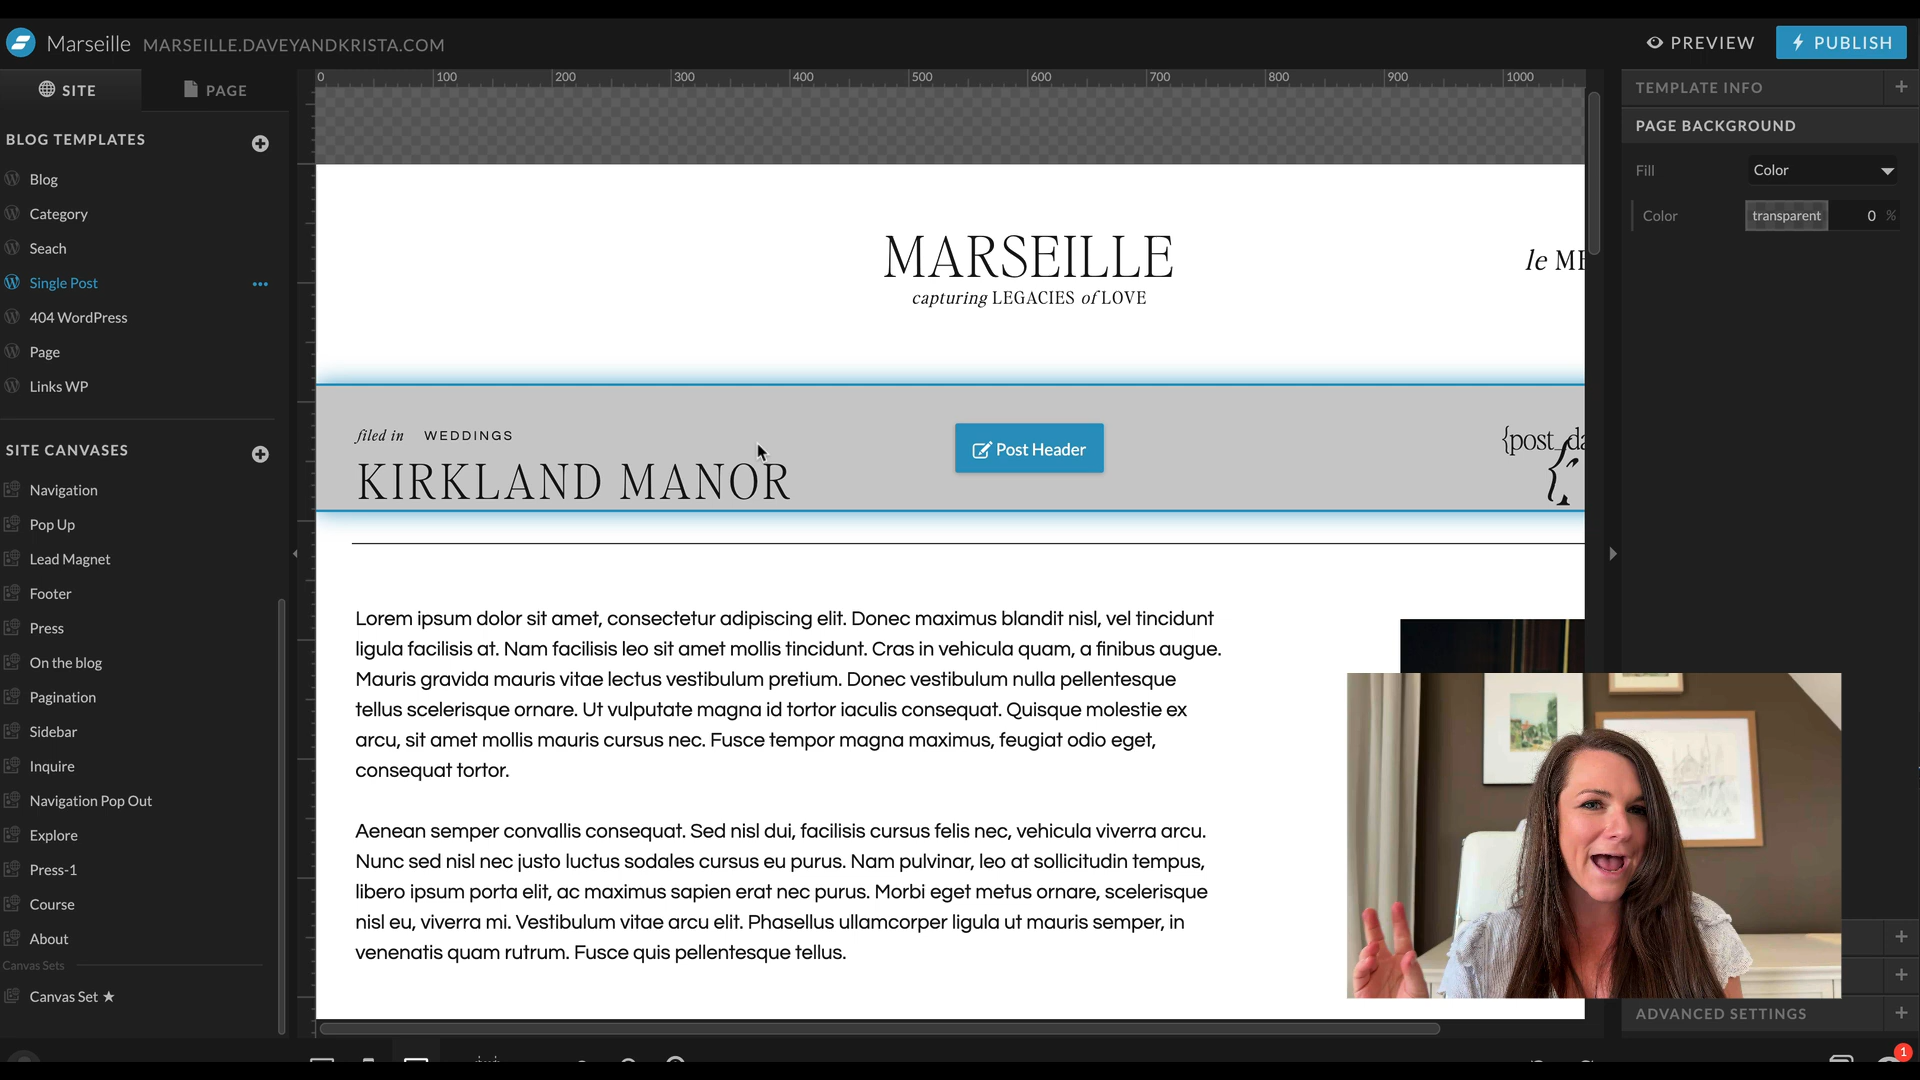 Marseille MARSEILLE.DAVEYANDKRISTA.COM
PREVIEW
PUBLISH
SITE
PAGE
BLOG TEMPLATES
Blog
Category
Seach
Single Post
404 WordPress
Page
Links WP
SITE CANVASES
Navigation
Pop Up
Lead Magnet
Footer
Press
On the blog
Pagination
Sidebar
Inquire
Navigation Pop Out
Explore
Press-1
Course
About
Canvas Sets
Canvas Set ★
0 100 200 300 400 500 600 700 800 900 1000
MARSEILLE
capturing LEGACIES of LOVE
le ME
filed in WEDDINGS
KIRKLAND MANOR
Post Header
{post_da
Lorem ipsum dolor sit amet, consectetur adipiscing elit. Donec maximus blandit nisl, vel tincidunt
ligula facilisis at. Nam facilisis leo sit amet mollis tincidunt. Cras in vehicula quam, a finibus augue.
Mauris gravida mauris vitae lectus vestibulum pretium. Donec vestibulum nulla pellentesque
tellus scelerisque ornare. Ut vulputate magna id tortor iaculis consequat. Quisque molestie ex
arcu, sit amet mollis mauris cursus nec. Fusce tempor magna maximus, feugiat odio eget,
consequat tortor.
Aenean semper convallis consequat. Sed nisl dui, facilisis cursus felis nec, vehicula viverra arcu.
Nunc sed nisl nec justo luctus sodales cursus eu purus. Nam pulvinar, leo at sollicitudin tempus,
libero ipsum porta elit, ac maximus sapien erat nec purus. Morbi eget metus ornare, scelerisque
nisl eu, viverra mi. Vestibulum vitae arcu elit. Phasellus ullamcorper ligula ut mauris semper, in
venenatis quam rutrum. Fusce quis pellentesque tellus.
TEMPLATE INFO +
PAGE BACKGROUND
Fill Color
Color transparent 0 %
+
+
ADVANCED SETTINGS +
1